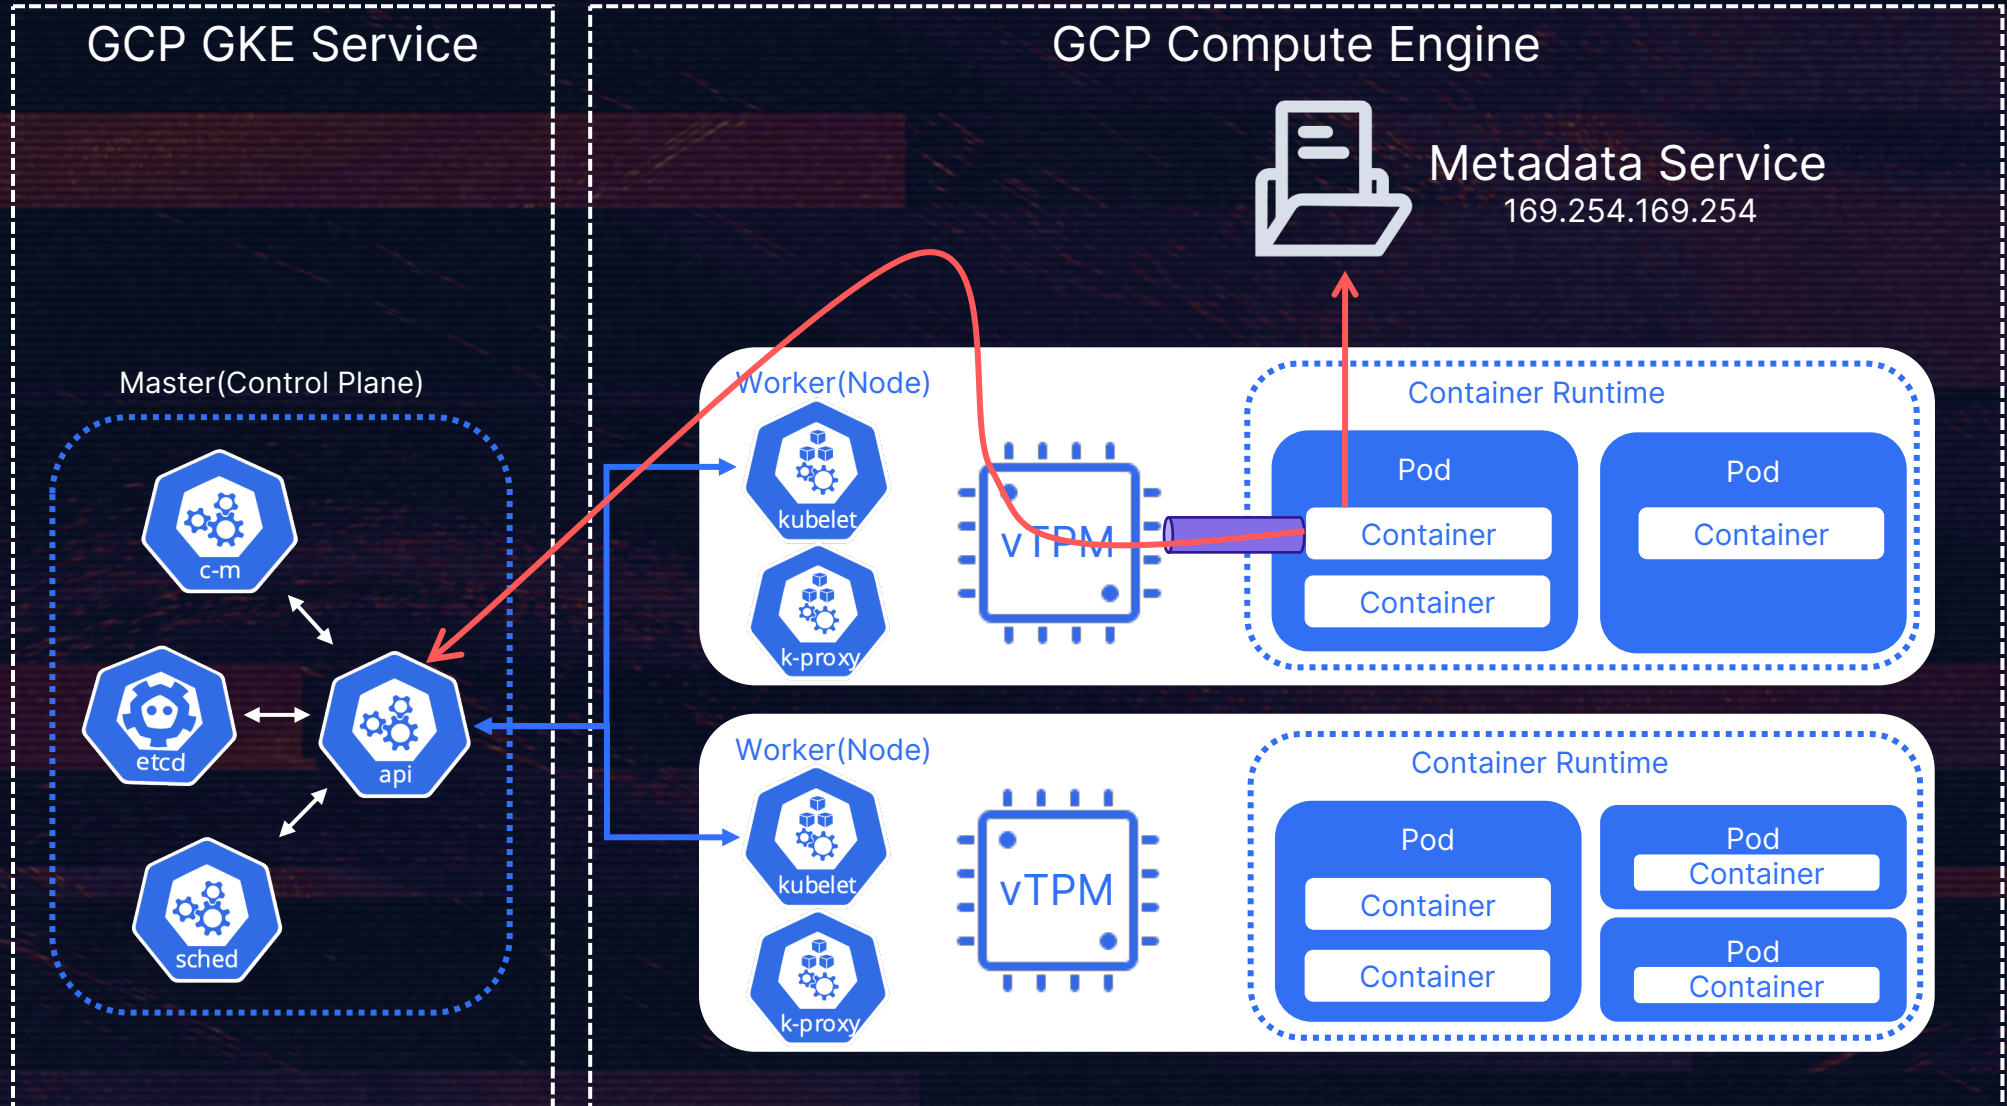 GCP GKE Service
GCP Compute Engine
Metadata Service
169.254.169.254
Master(Control Plane)
c-m
etcd
api
sched
Worker(Node)
kubelet
k-proxy
vTPM
Container Runtime
Pod
Container
Container
Pod
Container
Worker(Node)
kubelet
k-proxy
vTPM
Container Runtime
Pod
Container
Container
Pod
Container
Pod
Container